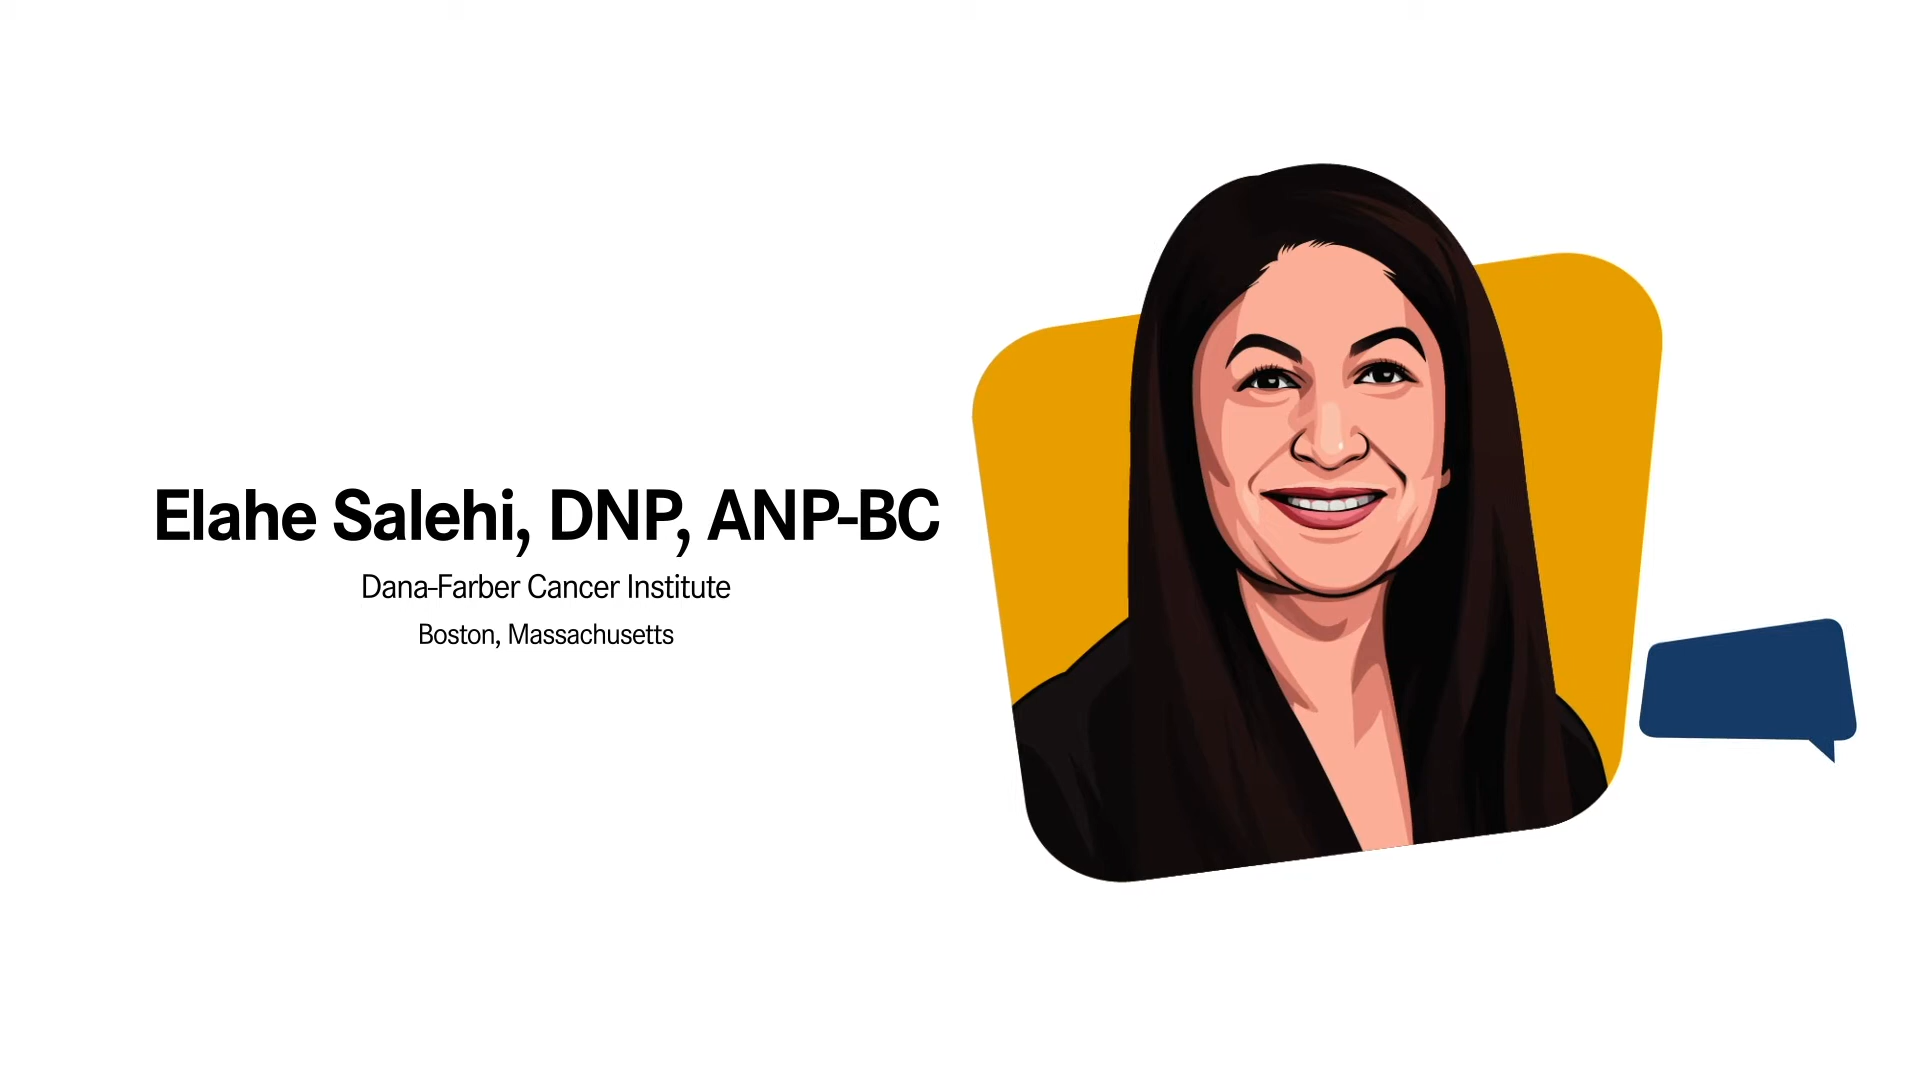 Elahe Salehi, DNP, ANP-BC
Dana-Farber Cancer Institute
Boston, Massachusetts